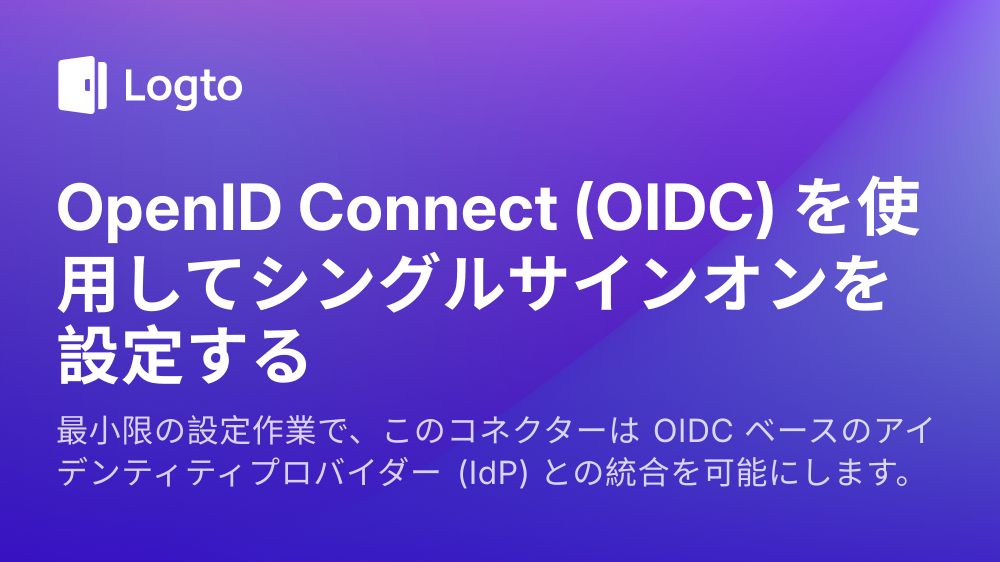 Logto
OpenID Connect (OIDC) を使
用してシングルサインオンを
設定する
最小限の設定作業で、このコネクターは OIDC ベースのアイ
デンティティプロバイダー (IdP) との統合を可能にします。